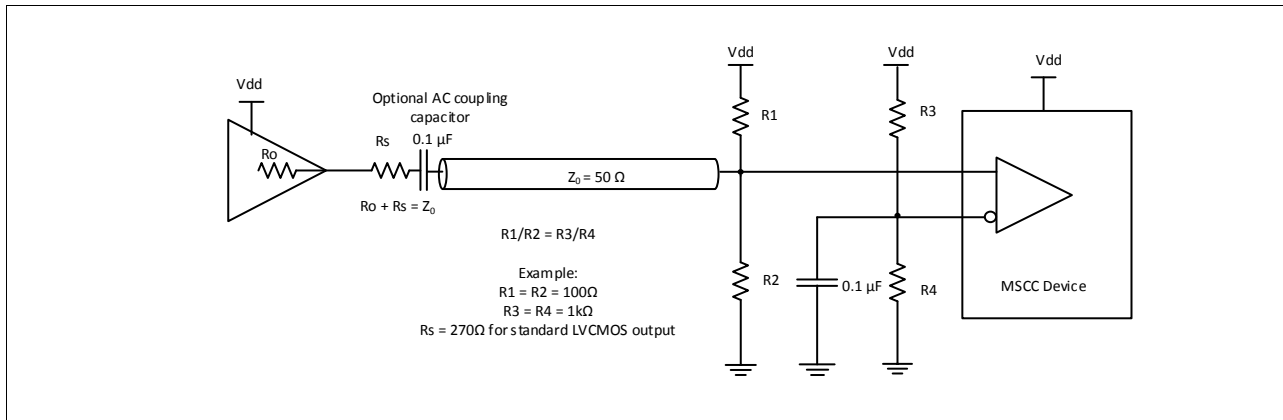 Vdd
Optional AC coupling
capacitor
0.1 µF
Ro
Rs
Ro + Rs = Z0
Z0 = 50 Ω
R1/R2 = R3/R4
Example:
R1 = R2 = 100Ω
R3 = R4 = 1kΩ
Rs = 270Ω for standard LVCMOS output
Vdd
R1
R2
0.1 µF
Vdd
R3
R4
Vdd
MSCC Device